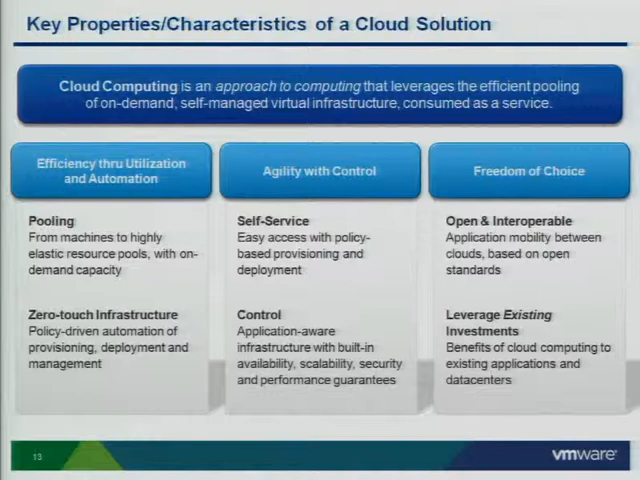 Key Properties/Characteristics of a Cloud Solution
Cloud Computing is an approach to computing that leverages the efficient pooling
of on-demand, self-managed virtual infrastructure, consumed as a service.
Efficiency thru Utilization
and Automation
Pooling
From machines to highly
elastic resource pools, with on-
demand capacity
Zero-touch Infrastructure
Policy-driven automation of
provisioning, deployment and
management
Agility with Control
Self-Service
Easy access with policy-
based provisioning and
deployment
Control
Application-aware
infrastructure with built-in
availability, scalability, security
and performance guarantees
Freedom of Choice
Open & Interoperable
Application mobility between
clouds, based on open
standards
Leverage Existing
Investments
Benefits of cloud computing to
existing applications and
datacenters
13
vmware